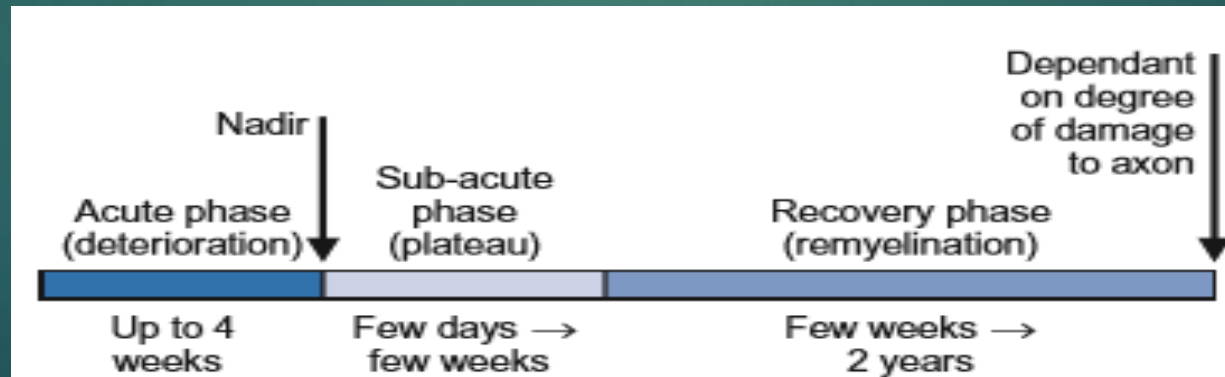 Nadir
Acute phase
(deterioration)
Sub-acute
phase
(plateau)
Recovery phase
(remyelination)
Dependant
on degree
of damage
to axon
Up to 4
weeks
Few days →
few weeks
Few weeks →
2 years